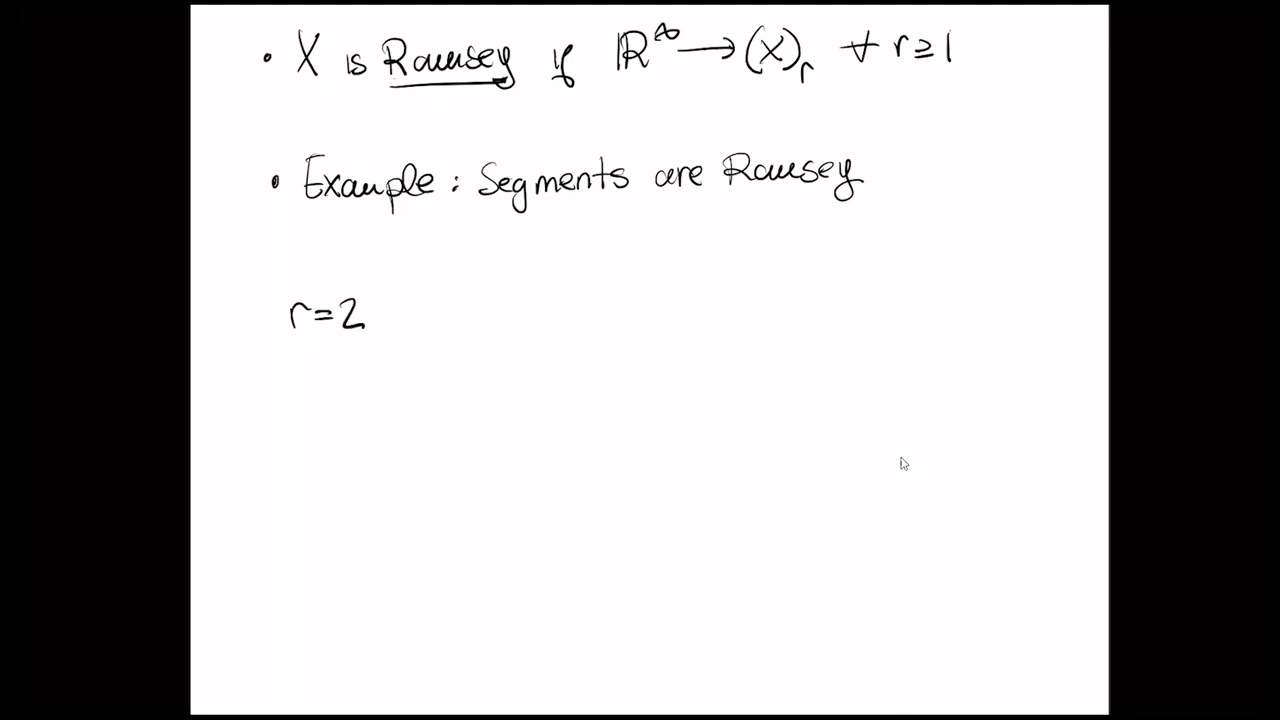 • X is Ramsey if ℝ^∞ → (X)_r ∀ r ≥ 1
• Example : Segments are Ramsey
r = 2